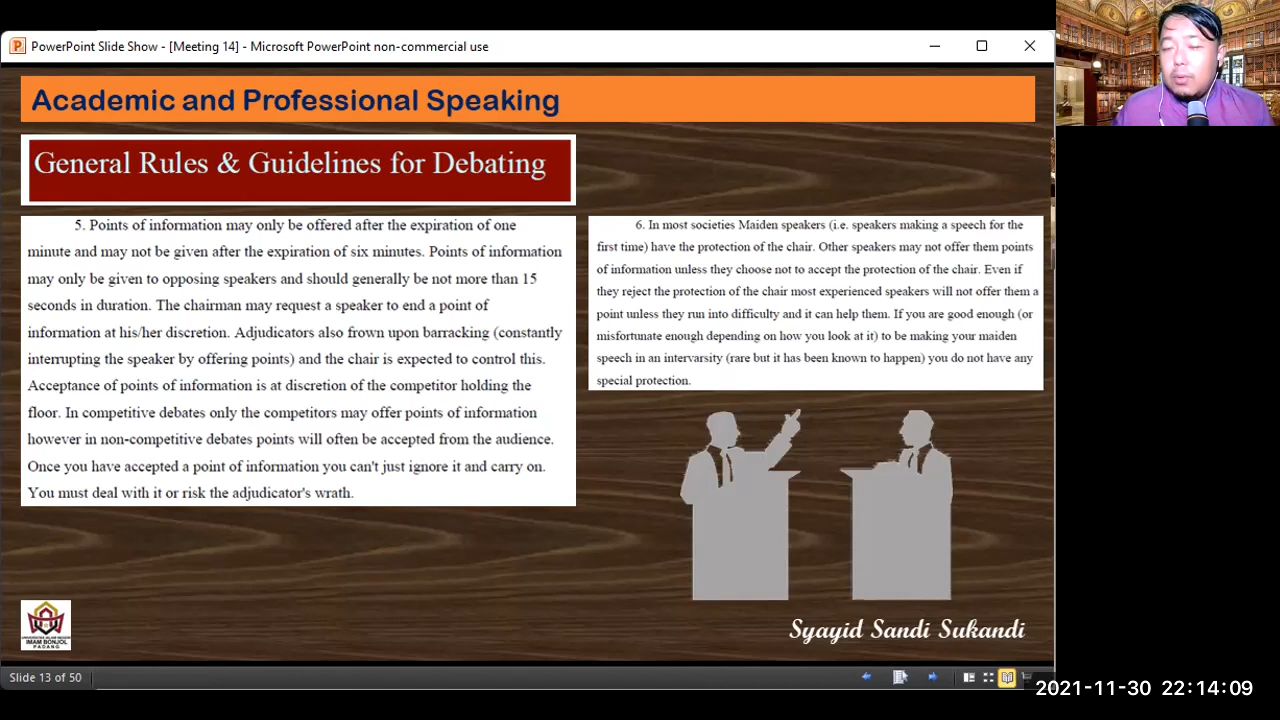 PowerPoint Slide Show - [Meeting 14] - Microsoft PowerPoint non-commercial use
Academic and Professional Speaking
General Rules & Guidelines for Debating
5. Points of information may only be offered after the expiration of one
minute and may not be given after the expiration of six minutes. Points of information
may only be given to opposing speakers and should generally be not more than 15
seconds in duration. The chairman may request a speaker to end a point of
information at his/her discretion. Adjudicators also frown upon barracking (constantly
interrupting the speaker by offering points) and the chair is expected to control this.
Acceptance of points of information is at discretion of the competitor holding the
floor. In competitive debates only the competitors may offer points of information
however in non-competitive debates points will often be accepted from the audience.
Once you have accepted a point of information you can't just ignore it and carry on.
You must deal with it or risk the adjudicator's wrath.
6. In most societies Maiden speakers (i.e. speakers making a speech for the
first time) have the protection of the chair. Other speakers may not offer them points
of information unless they choose not to accept the protection of the chair. Even if
they reject the protection of the chair most experienced speakers will not offer them a
point unless they run into difficulty and it can help them. If you are good enough (or
misfortunate enough depending on how you look at it) to be making your maiden
speech in an intervarsity (rare but it has been known to happen) you do not have any
special protection.
IMAM BONJOL
PADANG
Syayid Sandi Sukandi
Slide 13 of 50
2021-11-30 22:14:09